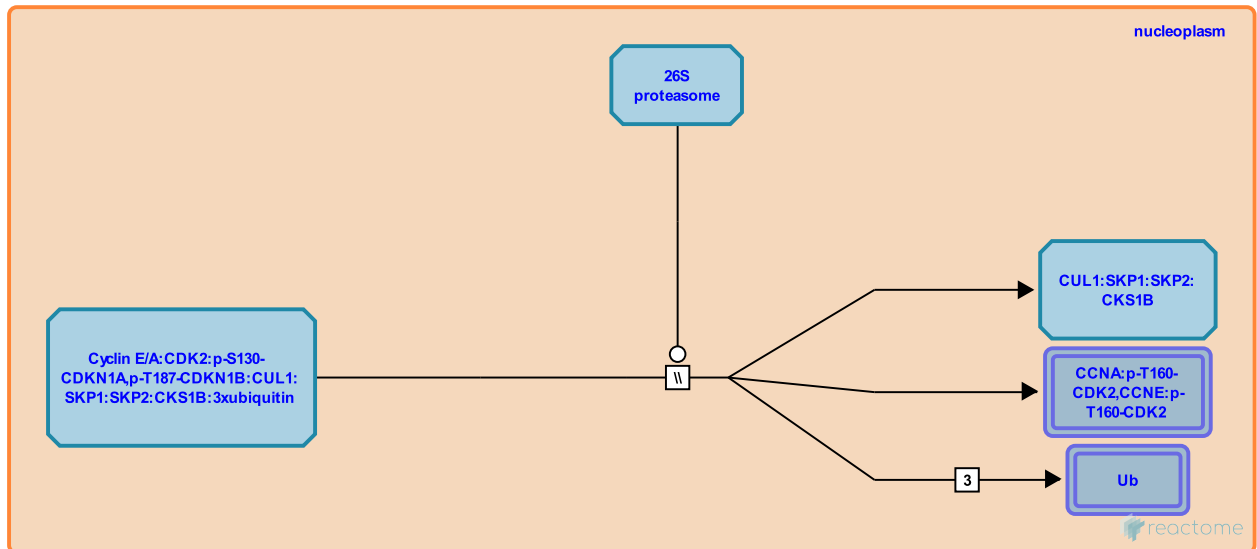 nucleoplasm
26S
proteasome
CUL1:SKP1:SKP2:
CKS1B
Cyclin E/A:CDK2:p-S130-
CDKN1A,p-T187-CDKN1B:CUL1:
SKP1:SKP2:CKS1B:3xubiquitin
\\
CCNA:p-T160-
CDK2,CCNE:p-
T160-CDK2
3
Ub
reactome